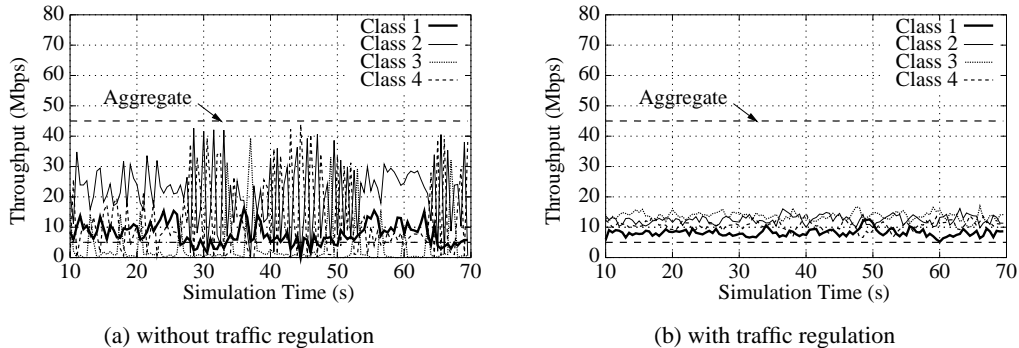 80
70
60
50
40
30
20
10
0
Throughput (Mbps)
Class 1
Class 2
Class 3
Class 4
Aggregate
10 20 30 40 50 60 70
Simulation Time (s)
(a) without traffic regulation
80
70
60
50
40
30
20
10
0
Throughput (Mbps)
Class 1
Class 2
Class 3
Class 4
Aggregate
10 20 30 40 50 60 70
Simulation Time (s)
(b) with traffic regulation